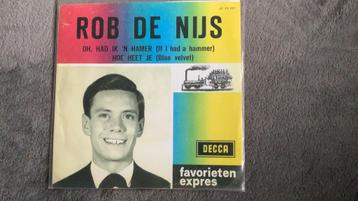 ROB DE NIJS
OH, HAD IK 'N HAMER (If I had a hammer)
HOE HEET JE (Blue velvet)
DECCA
favorieten
expres